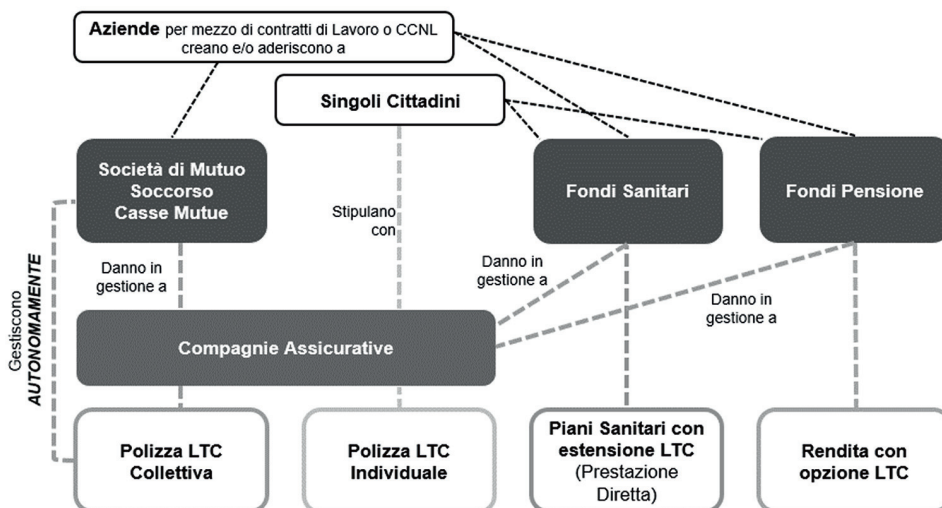 Aziende per mezzo di contratti di Lavoro o CCNL
creano e/o aderiscono a
Singoli Cittadini
Società di Mutuo
Soccorso
Casse Mutue
Fondi Sanitari
Fondi Pensione
Stipulano
con
Danno in
gestione a
Danno in
gestione a
Danno in
gestione a
Gestiscono
AUTONOMAMENTE
Compagnie Assicurative
Polizza LTC
Collettiva
Polizza LTC
Individuale
Piani Sanitari con
estensione LTC
(Prestazione
Diretta)
Rendita con
opzione LTC